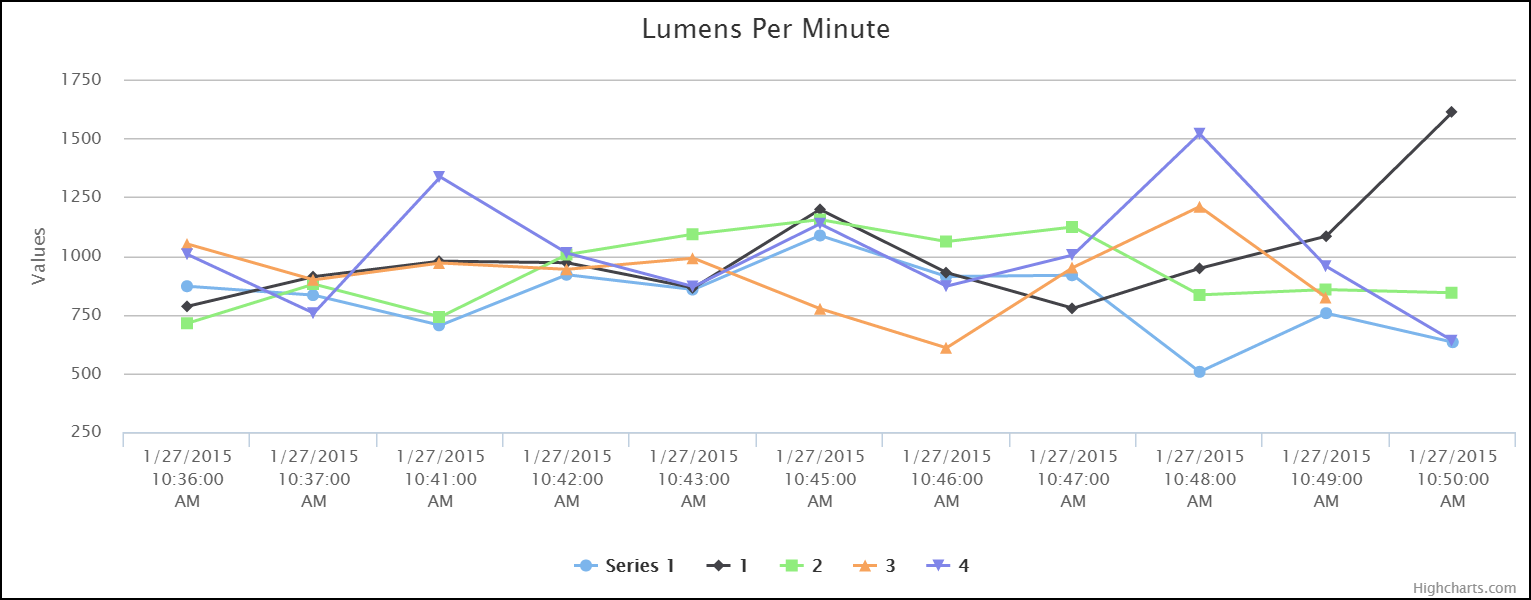 Lumens Per Minute
1750
1500
1250
1000
750
500
250
Values
1/27/2015 1/27/2015 1/27/2015 1/27/2015 1/27/2015 1/27/2015 1/27/2015 1/27/2015 1/27/2015 1/27/2015 1/27/2015
10:36:00 10:37:00 10:41:00 10:42:00 10:43:00 10:45:00 10:46:00 10:47:00 10:48:00 10:49:00 10:50:00
AM AM AM AM AM AM AM AM AM AM AM
Series 1 1 2 3 4
Highcharts.com